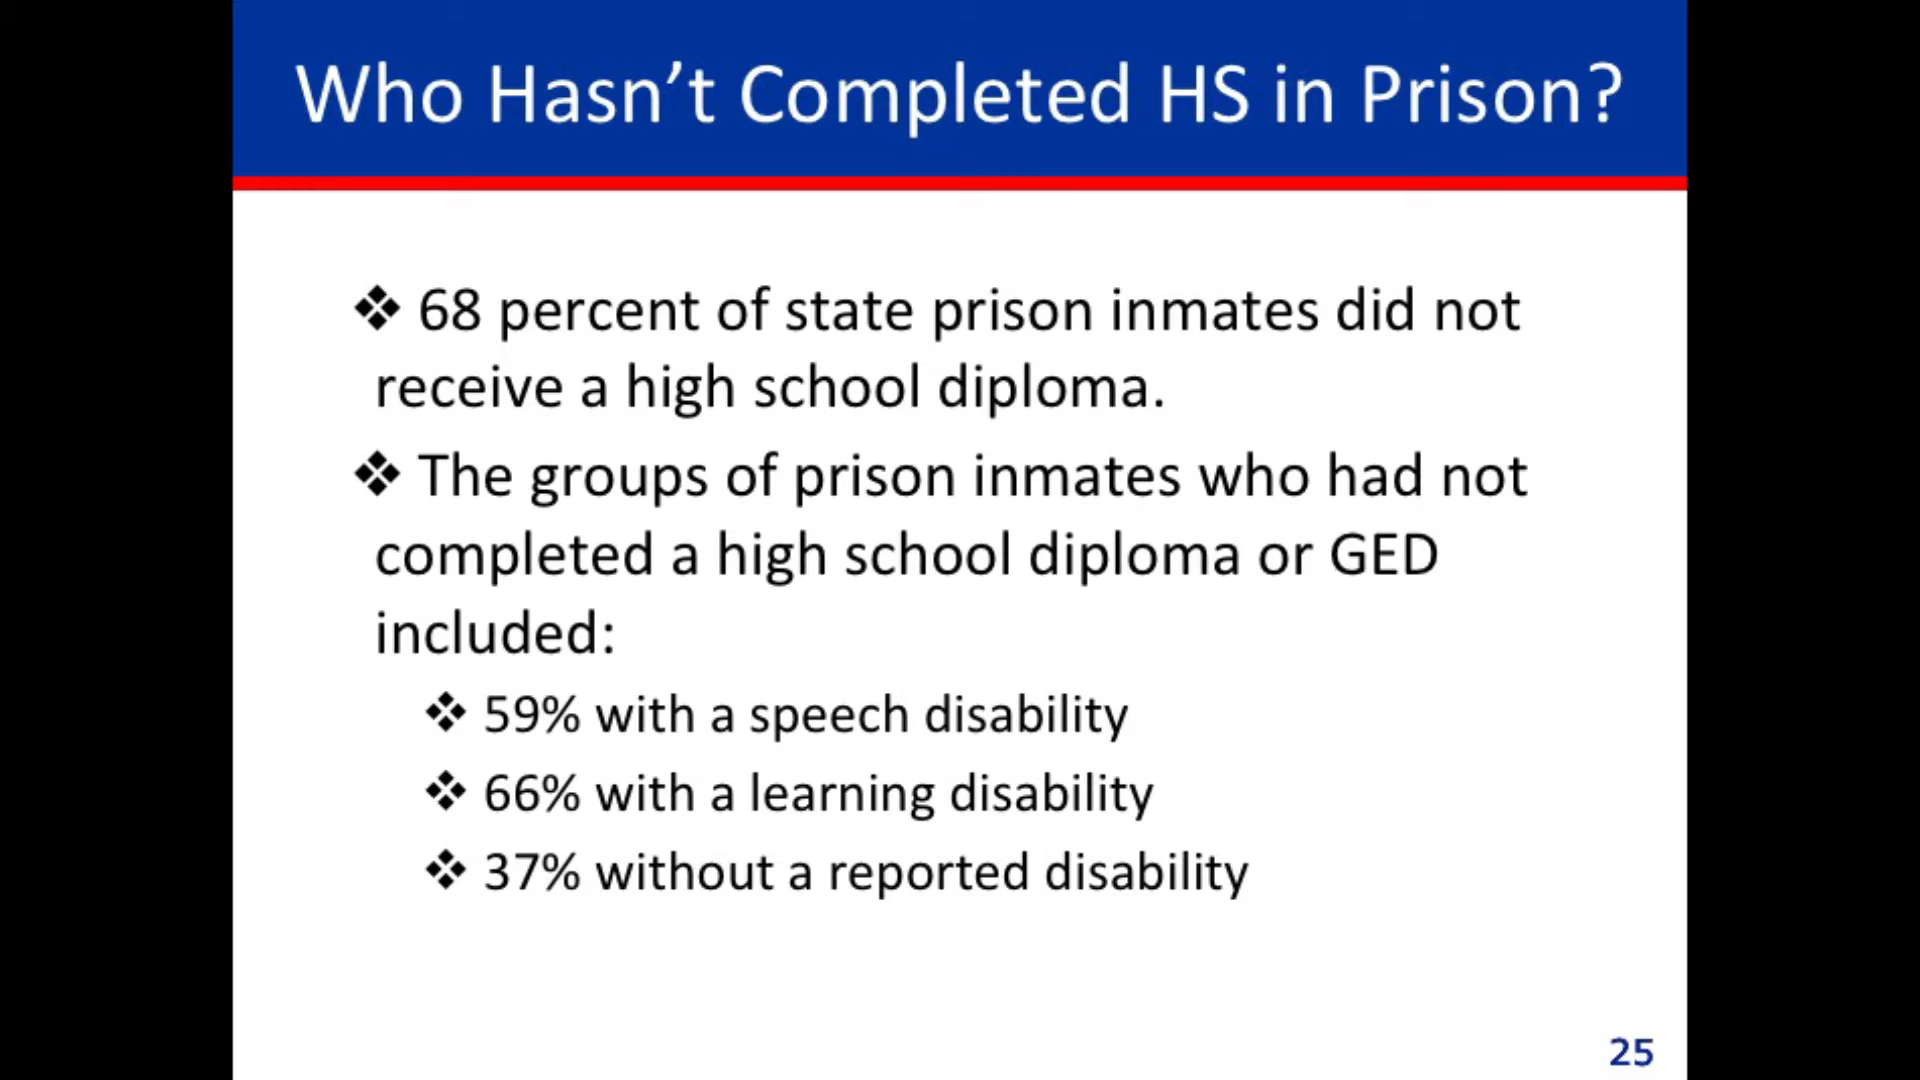 Who Hasn’t Completed HS in Prison?
❖ 68 percent of state prison inmates did not
receive a high school diploma.
❖ The groups of prison inmates who had not
completed a high school diploma or GED
included:
❖ 59% with a speech disability
❖ 66% with a learning disability
❖ 37% without a reported disability
25